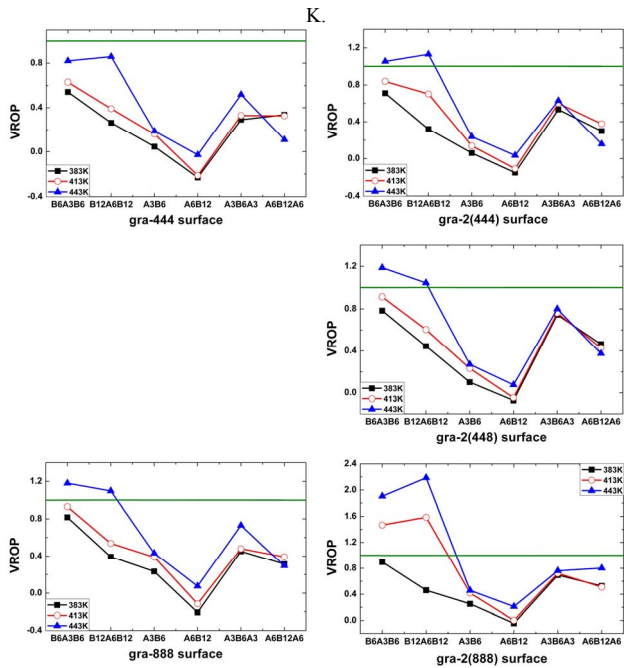 K.
VROP
0.8
0.4
0.0
-0.4
383K
413K
443K
B6A3B6 B12A6B12 A3B6 A6B12 A3B6A3 A6B12A6
gra-444 surface
VROP
1.2
0.8
0.4
0.0
-0.4
383K
413K
443K
B6A3B6 B12A6B12 A3B6 A6B12 A3B6A3 A6B12A6
gra-2(444) surface
VROP
1.2
0.8
0.4
0.0
383K
413K
443K
B6A3B6 B12A6B12 A3B6 A6B12 A3B6A3 A6B12A6
gra-2(448) surface
VROP
1.2
0.8
0.4
0.0
-0.4
383K
413K
443K
B6A3B6 B12A6B12 A3B6 A6B12 A3B6A3 A6B12A6
gra-888 surface
VROP
2.4
2.0
1.6
1.2
0.8
0.4
0.0
383K
413K
443K
B6A3B6 B12A6B12 A3B6 A6B12 A3B6A3 A6B12A6
gra-2(888) surface